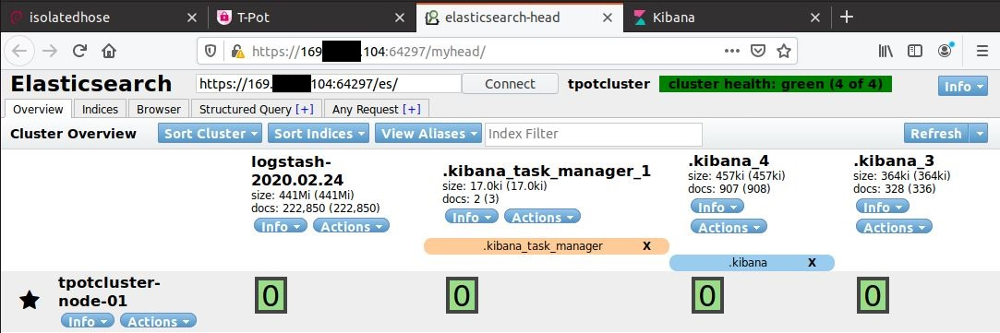 isolatedhose
T-Pot
elasticsearch-head
Kibana
https://169 .104:64297/myhead/
Elasticsearch
https://169. 104:64297/es/
Connect
tpotcluster
cluster health: green (4 of 4)
Info
Overview
Indices
Browser
Structured Query [+]
Any Request [+]
Cluster Overview
Sort Cluster
Sort Indices
View Aliases
Index Filter
Refresh
logstash-
2020.02.24
size: 441Mi (441Mi)
docs: 222,850 (222,850)
Info Actions
.kibana_task_manager_1
size: 17.0ki (17.0ki)
docs: 2 (3)
Info Actions
.kibana_4
size: 457ki (457ki)
docs: 907 (908)
Info
Actions
.kibana_3
size: 364ki (364ki)
docs: 328 (336)
Info
Actions
.kibana_task_manager X
.kibana X
tpotcluster-
node-01
Info Actions
0 0 0 0